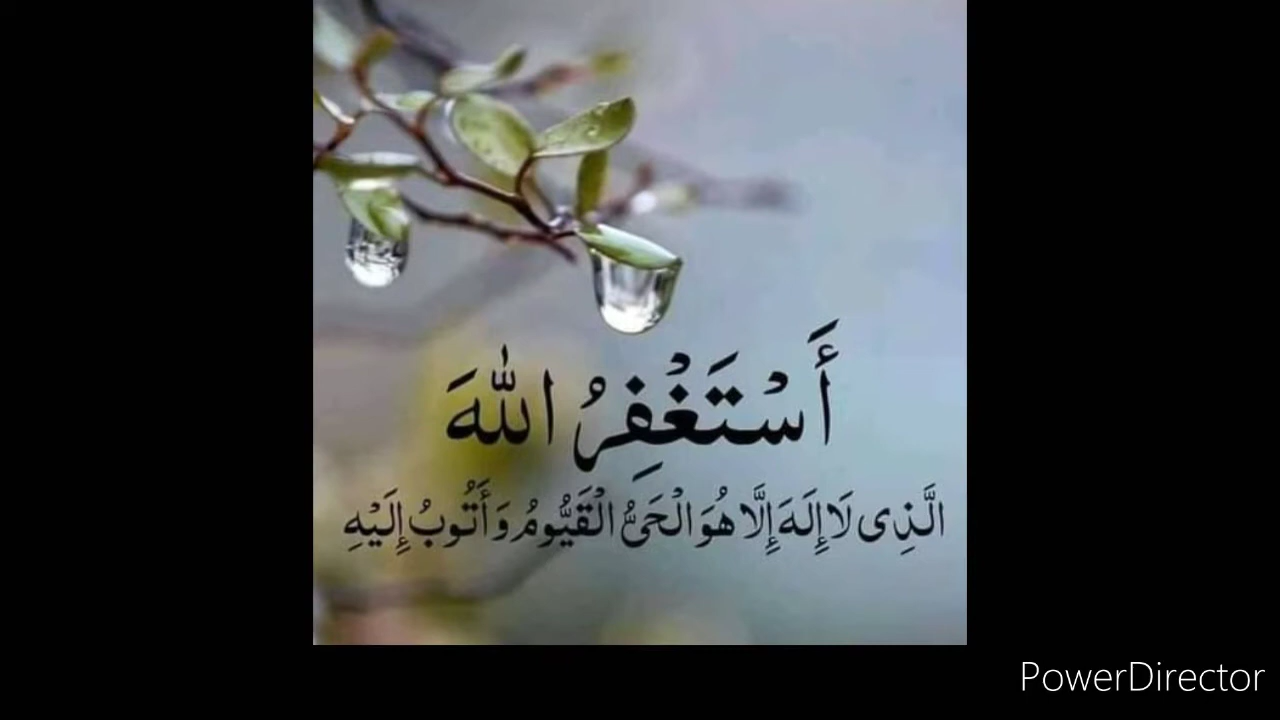 أَسْتَغْفِرُ اللهَ
الَّذِى لَا إِلَهَ إِلَّا هُوَ الْحَىُّ الْقَيُّومُ وَأَتُوبُ إِلَيْهِ
PowerDirector